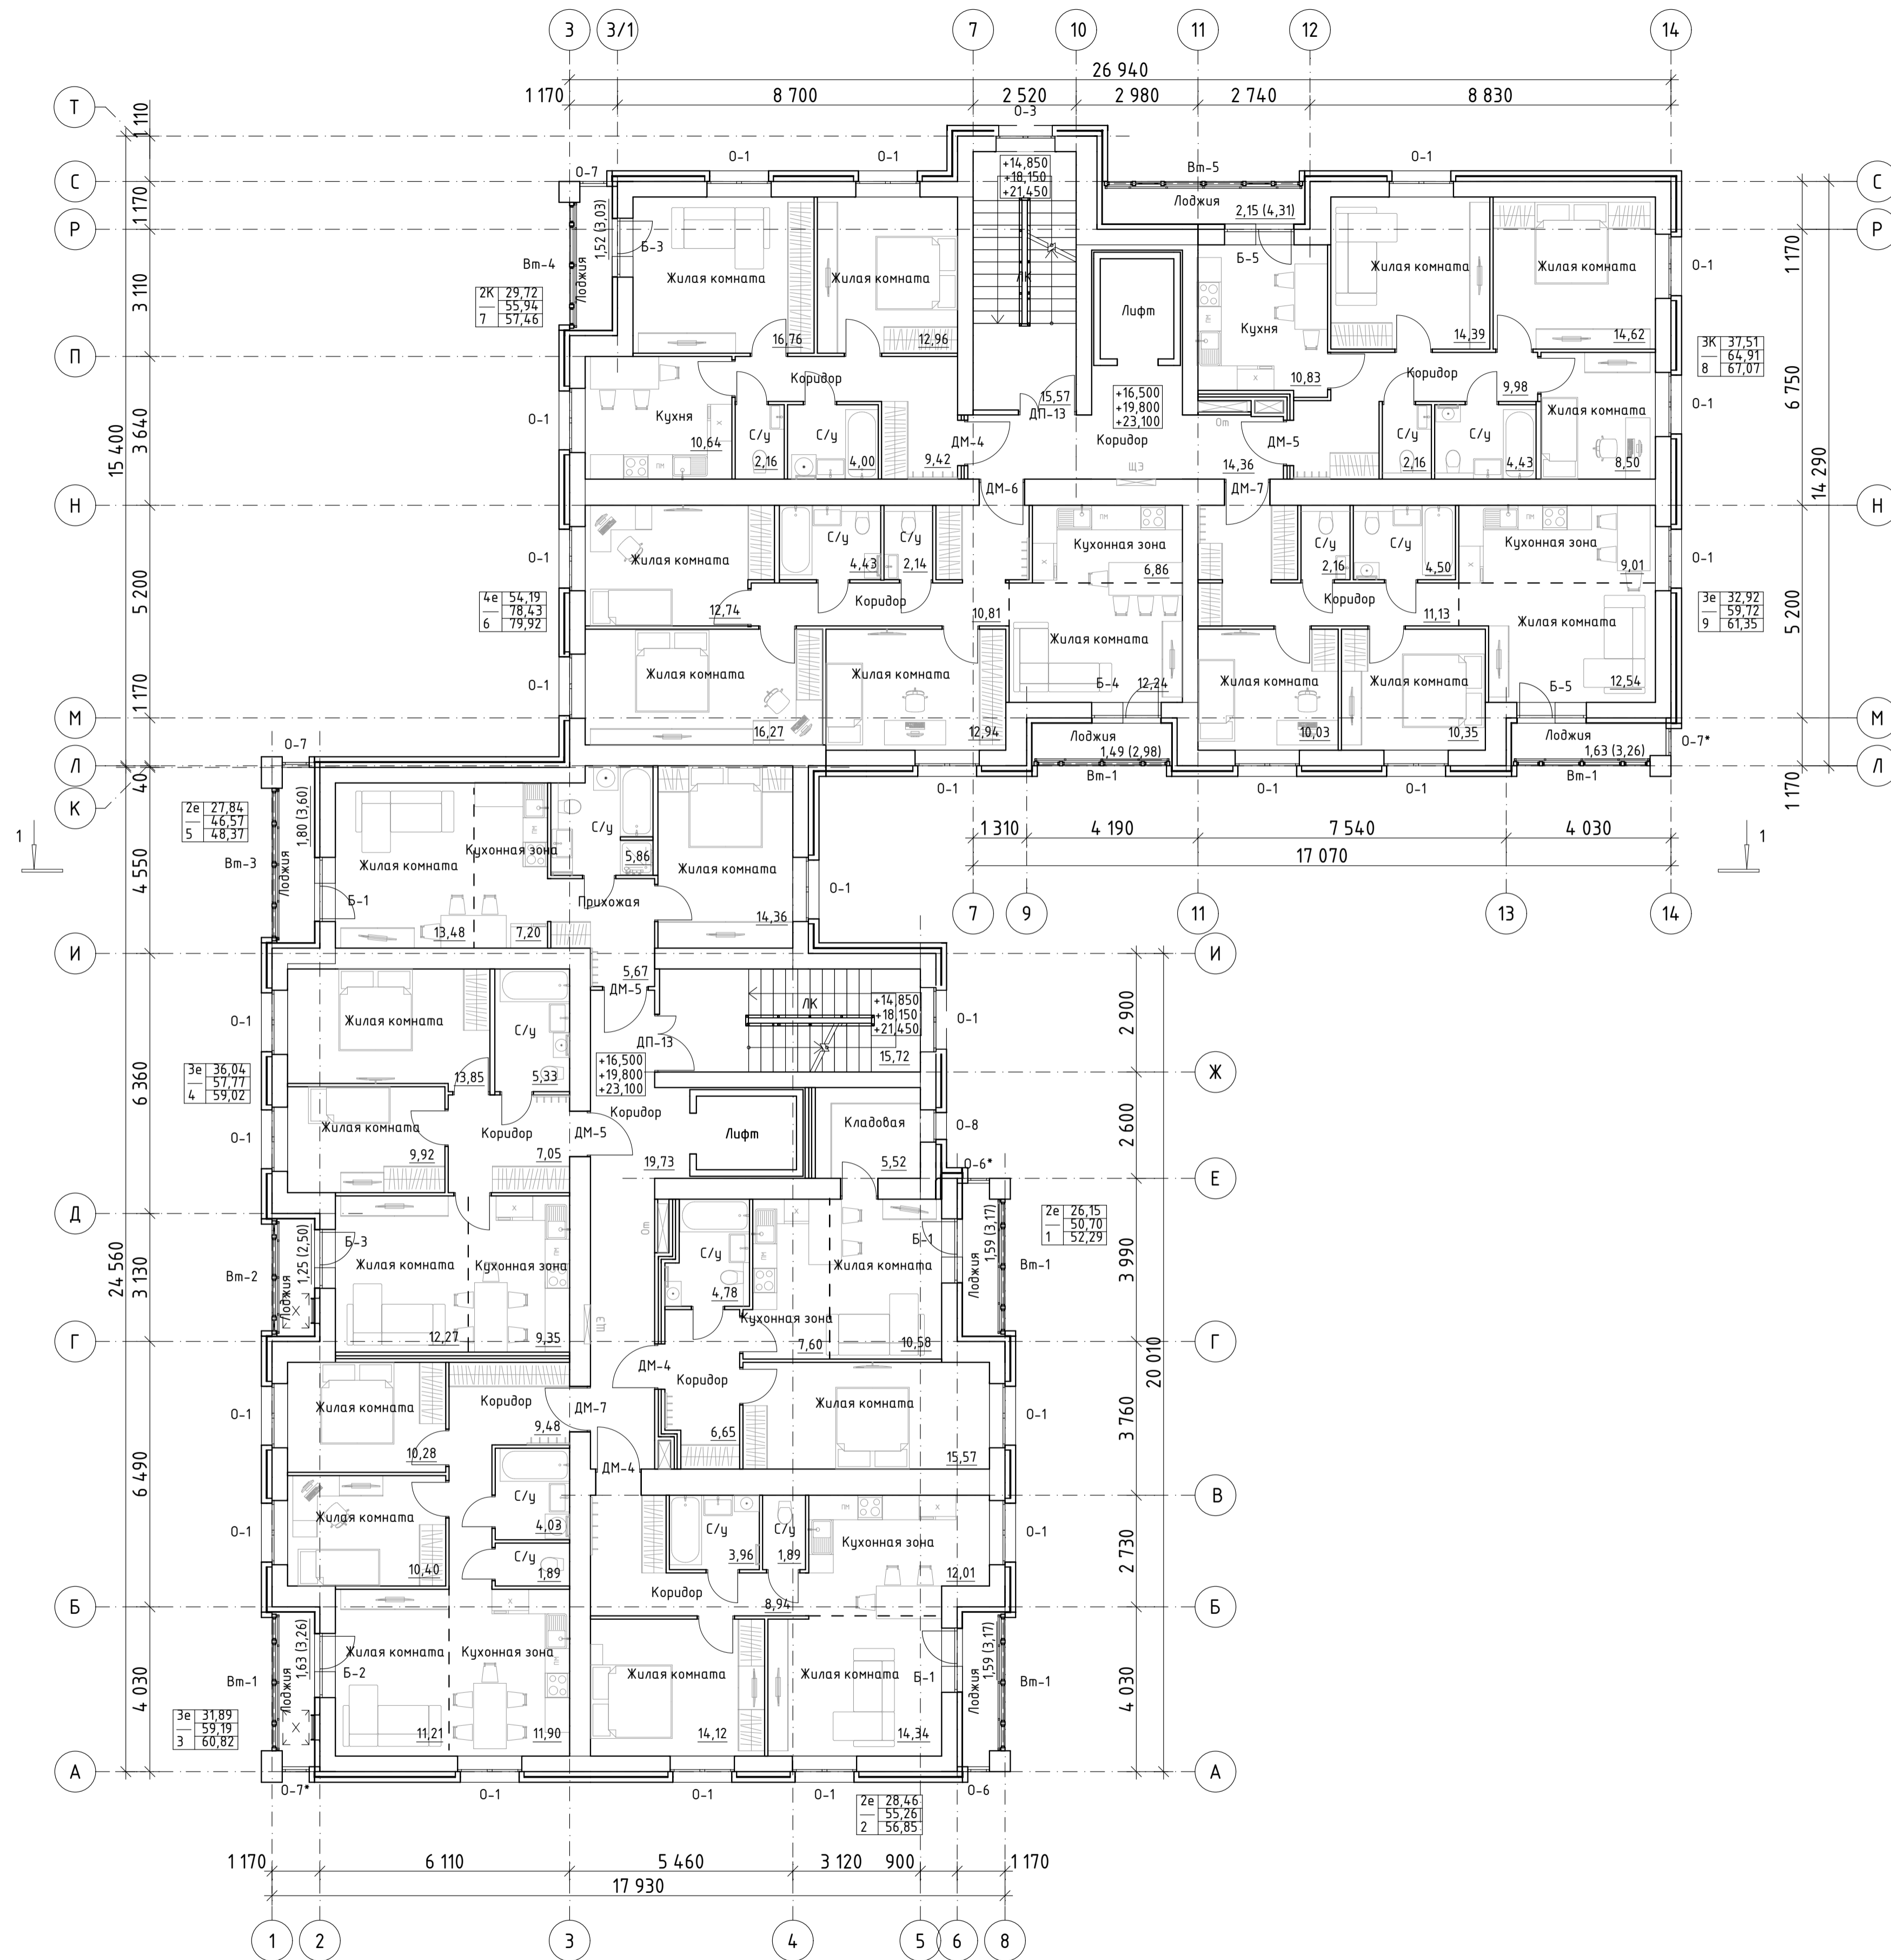 3 3/1 7 10 11 12 14
26 940
1 170 8 700 2 520 2 980 2 740 8 830
О-3
Т
1 110
О-1 О-1 О-1
О-7
+14,850
+18,150
+21,450
Вт-5
Лоджия
2,15 (4,31)
С С
1 170
Р Р
1,52 (3,03)
Б-3
Вт-4
Лоджия
3 110
2К 29,72
— 55,94
7 57,46
Жилая комната
16,76
Жилая комната
12,96
ЛК
15,57
Лифт
Б-5
ПМ
Кухня
Х
10,83
Жилая комната
14,39
Жилая комната
14,62
О-1
1 170
3К 37,51
— 64,91
8 67,07
П
Коридор
9,42
Кухня
Х
ПМ
10,64
С/у
2,16
С/у
4,00
ДМ-4
ДП-13
+16,500
+19,800
+23,100
Коридор
14,36
ЩЭ
От
ДМ-5
Коридор
9,98
С/у
2,16
С/у
4,43
Жилая комната
8,50
О-1
О-1
3 640
15 400
6 750
14 290
Н Н
ДМ-6 ДМ-7
О-1
Жилая комната
12,74
С/у
4,43
С/у
2,14
Коридор
10,81
ПМ
Х
Кухонная зона
6,86
С/у
2,16
С/у
4,50
Коридор
11,13
ПМ
Х
Кухонная зона
9,01
О-1
5 200
5 200
4е 54,19
— 78,43
6 79,92
3е 32,92
— 59,72
9 61,35
О-1
Жилая комната
16,27
Жилая комната
12,94
Жилая комната
12,24
Б-4
Жилая комната
10,03
Жилая комната
10,35
Жилая комната
12,54
Б-5
1 170
М М
Лоджия
1,49 (2,98)
Вт-1
Лоджия
1,63 (3,26)
Вт-1
О-7*
О-7
О-1 О-1 О-1
Л Л
1 170
440
К
1 310 4 190 7 540 4 030
17 070
7 9 11 13 14
1 1
2е 27,84
— 46,57
5 48,37
1,80 (3,60)
Вт-3
Лоджия
Б-1
Жилая комната
13,48
ПМ
Кухонная зона
7,20
С/у
5,86
Прихожая
5,67
Жилая комната
14,36
О-1
4 550
И И
ДМ-5
О-1
Жилая комната
13,85
С/у
5,33
ДП-13
+16,500
+19,800
+23,100
ЛК
+14,850
+18,150
+21,450
15,72
О-1
2 900
Ж
3е 36,04
— 57,77
4 59,02
6 360
О-1
Жилая комната
9,92
Коридор
7,05
ДМ-5
Коридор
19,73
Лифт
Кладовая
5,52
О-8
2 600
О-6*
Е
Д
1,25 (2,50)
Б-3
Вт-2
Лоджия
Х
Жилая комната
12,27
Х
ПМ
Кухонная зона
9,35
От
ЩЭ
С/у
4,78
Х
ПМ
Кухонная зона
7,60
Жилая комната
10,58
Б-1
1,59 (3,17)
Лоджия
Вт-1
2е 26,15
— 50,70
1 52,29
3 130
24 560
3 990
20 010
Г Г
О-1
Жилая комната
10,28
Коридор
9,48
ДМ-7
ДМ-4
Коридор
6,65
Жилая комната
15,57
О-1
3 760
6 490
ДМ-4
В
О-1
Жилая комната
10,40
С/у
4,03
С/у
1,89
С/у
3,96
С/у
1,89
Коридор
8,94
ПМ
Х
Кухонная зона
12,01
О-1
2 730
Б Б
1,63 (3,26)
Б-2
Вт-1
Лоджия
Х
Жилая комната
11,21
Х
ПМ
Кухонная зона
11,90
Жилая комната
14,12
Жилая комната
14,34
Б-1
1,59 (3,17)
Лоджия
Вт-1
4 030
4 030
3е 31,89
— 59,19
3 60,82
А А
О-7* О-1 О-1 О-1 О-6
2е 28,46
— 55,26
2 56,85
1 170 6 110 5 460 3 120 900 1 170
17 930
1 2 3 4 5 6 8